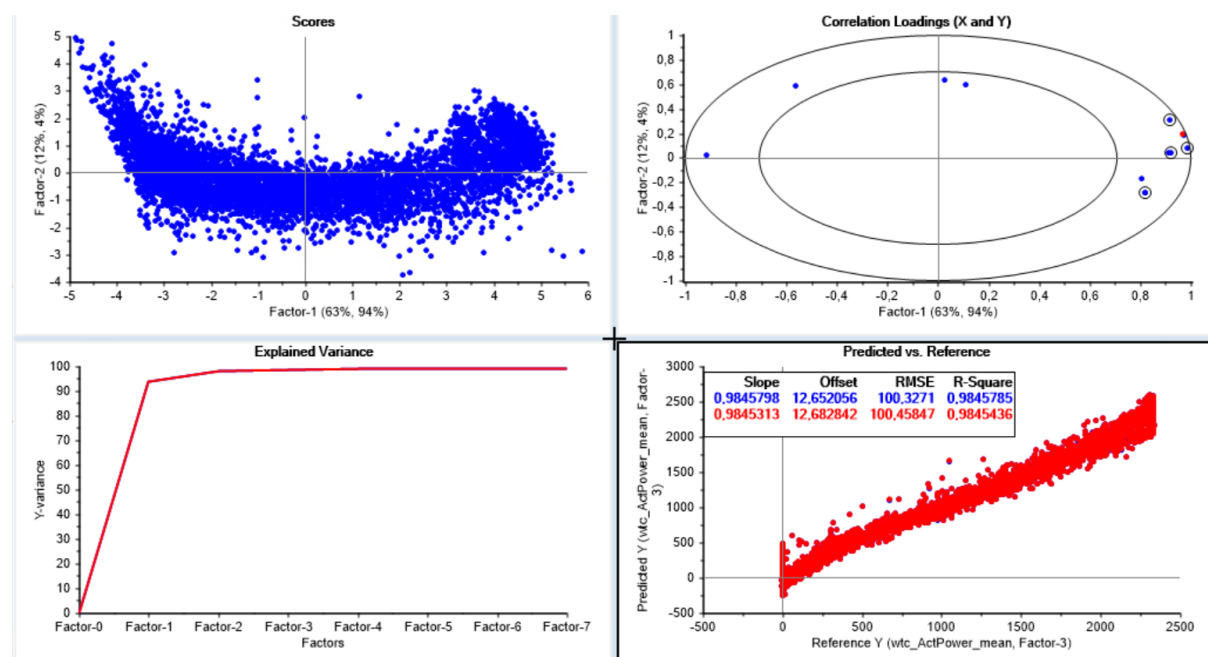 Scores
Factor-2 (12%, 4%)
5
4
3
2
1
0
-1
-2
-3
-4
-5 -4 -3 -2 -1 0 1 2 3 4 5 6
Factor-1 (63%, 94%)
Correlation Loadings (X and Y)
Factor-2 (12%, 4%)
1
0,8
0,6
0,4
0,2
0
-0,2
-0,4
-0,6
-0,8
-1
-1 -0,8 -0,6 -0,4 -0,2 0 0,2 0,4 0,6 0,8 1
Factor-1 (63%, 94%)
Explained Variance
Y-variance
100
90
80
70
60
50
40
30
20
10
0
Factor-0 Factor-1 Factor-2 Factor-3 Factor-4 Factor-5 Factor-6 Factor-7
Factors
Predicted vs. Reference
Predicted Y (wtc_ActPower_mean, Factor-
3)
3000
2500
2000
1500
1000
500
0
-500
Slope Offset RMSE R-Square
0,9845798 12,652056 100,3271 0,9845785
0,9845313 12,682842 100,45847 0,9845436
-500 0 500 1000 1500 2000 2500
Reference Y (wtc_ActPower_mean, Factor-3)